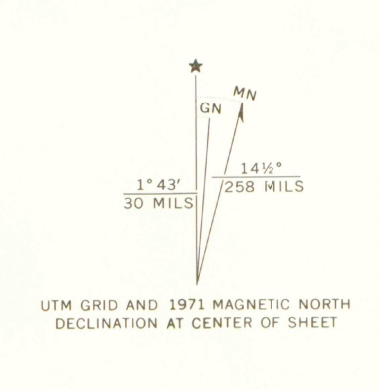 ★
MN
GN
1° 43′
30 MILS
14½°
258 MILS
UTM GRID AND 1971 MAGNETIC NORTH
DECLINATION AT CENTER OF SHEET